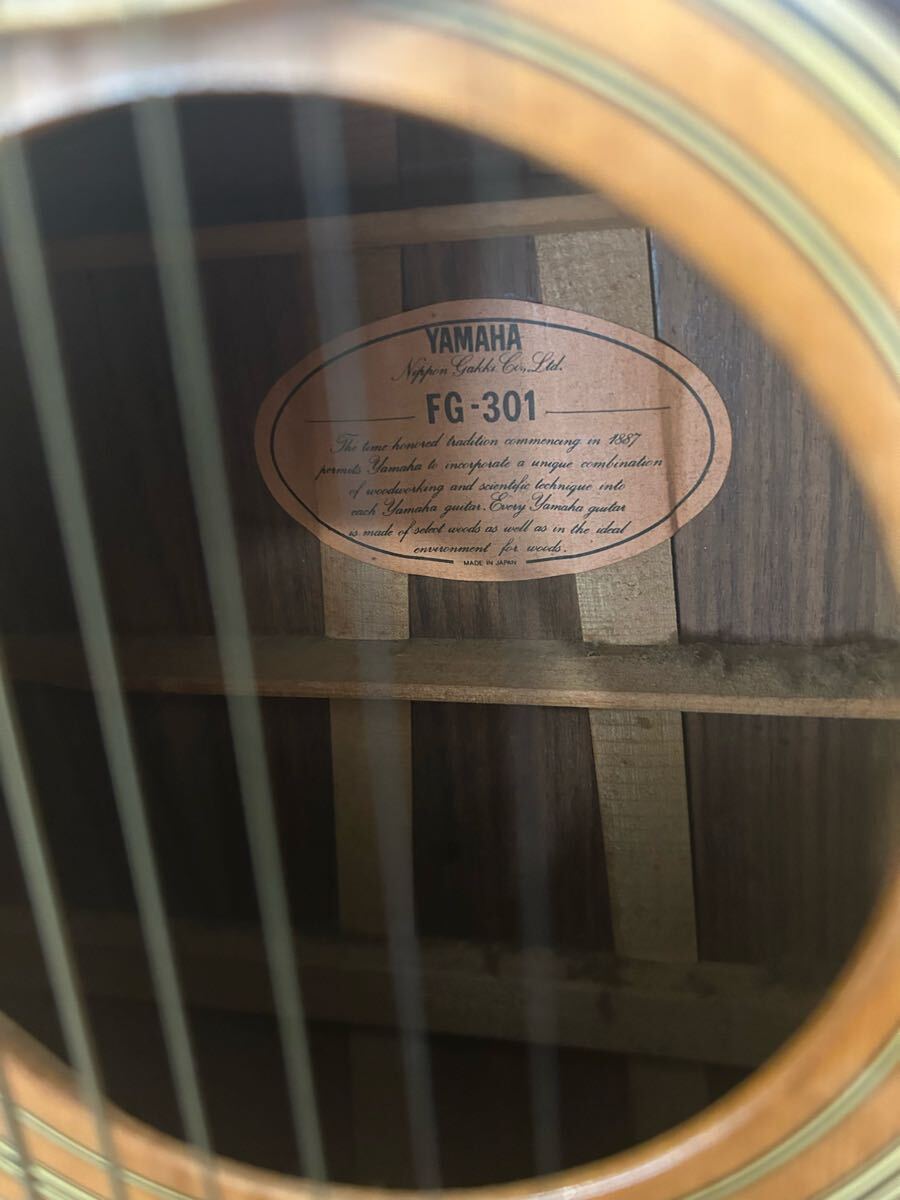 YAMAHA
Nippon Gakki Co., Ltd.
FG-301
The time honored tradition commencing in 1887
permits Yamaha to incorporate a unique combination
of woodworking and scientific technique into
each Yamaha guitar. Every Yamaha guitar
is made of select woods as well as in the ideal
environment for woods.
MADE IN JAPAN